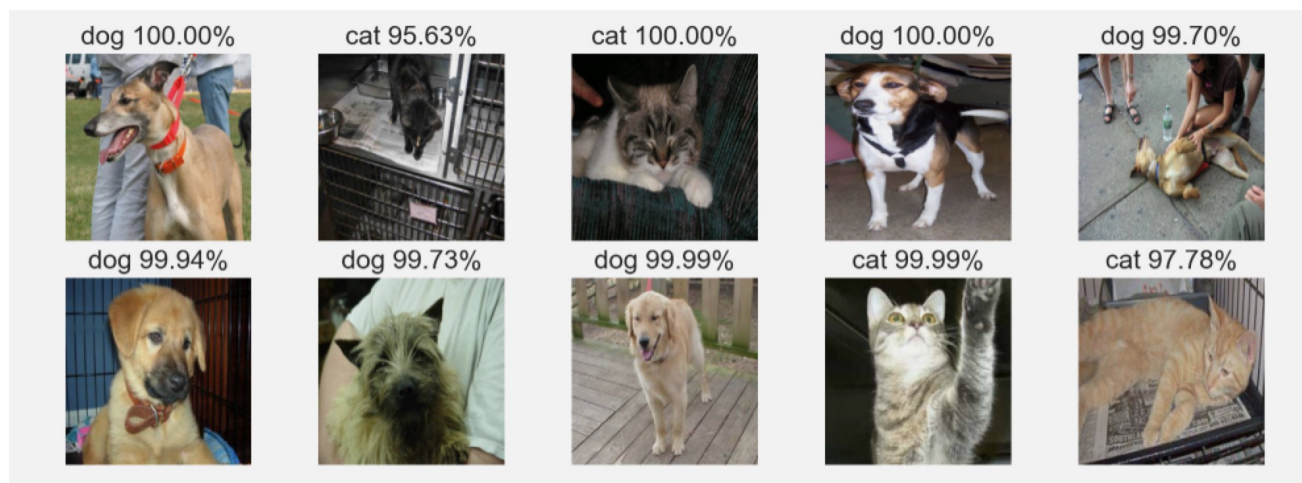 dog 100.00%
cat 95.63%
cat 100.00%
dog 100.00%
dog 99.70%
dog 99.94%
dog 99.73%
dog 99.99%
cat 99.99%
cat 97.78%